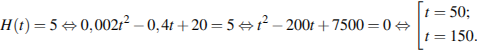 H(t) = 5 ⇔ 0,002t² − 0,4t + 20 = 5 ⇔ t² − 200t + 7500 = 0 ⇔ [ t = 50;
t = 150.